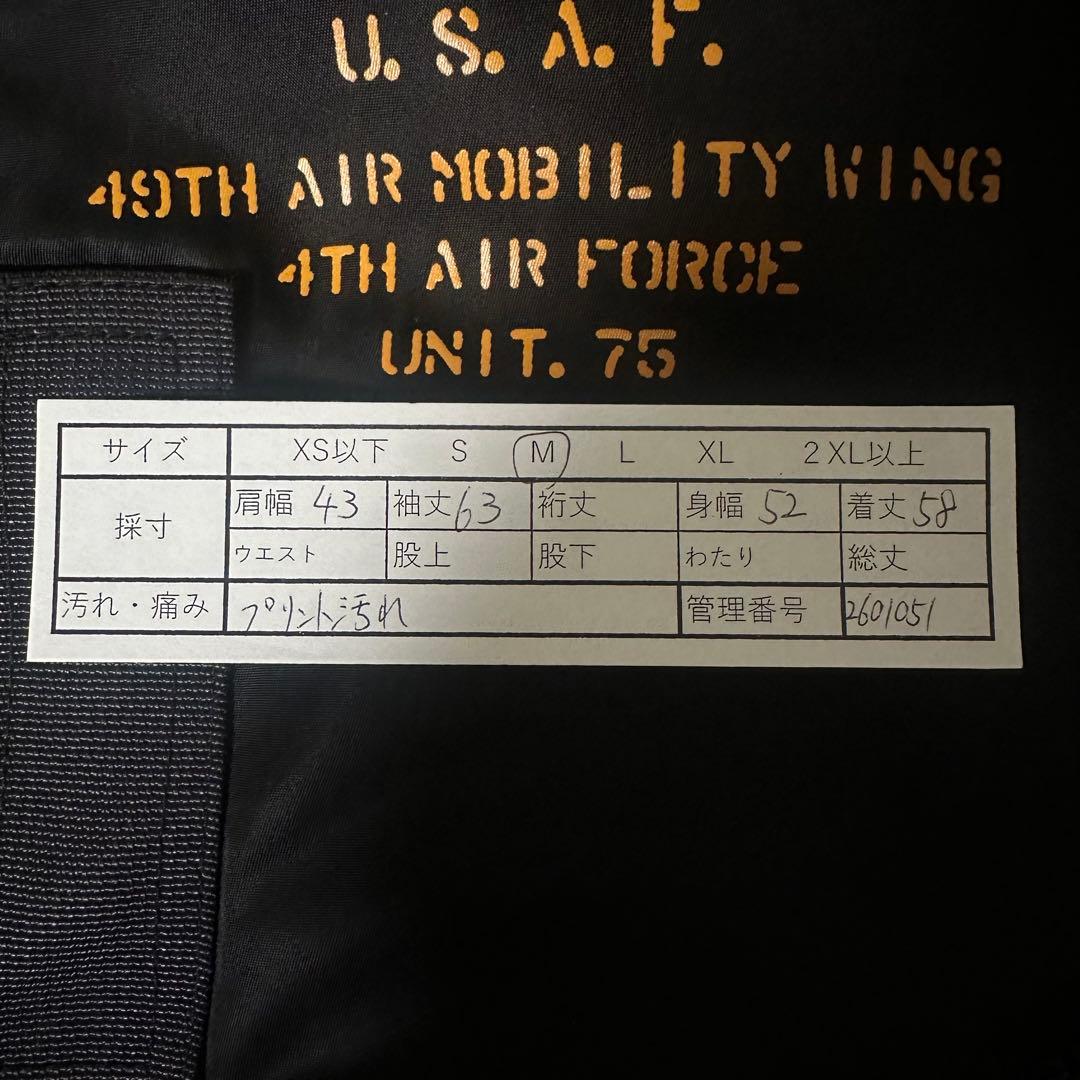 U. S. A. F.
49TH AIR MOBILITY WING
4TH AIR FORCE
UNIT. 75
サイズ XS以下 S M L XL 2XL以上
採寸 肩幅 43 袖丈 63 裄丈 身幅 52 着丈 58
ウエスト 股上 股下 わたり 総丈
汚れ・痛み プリント汚れ 管理番号 2601051